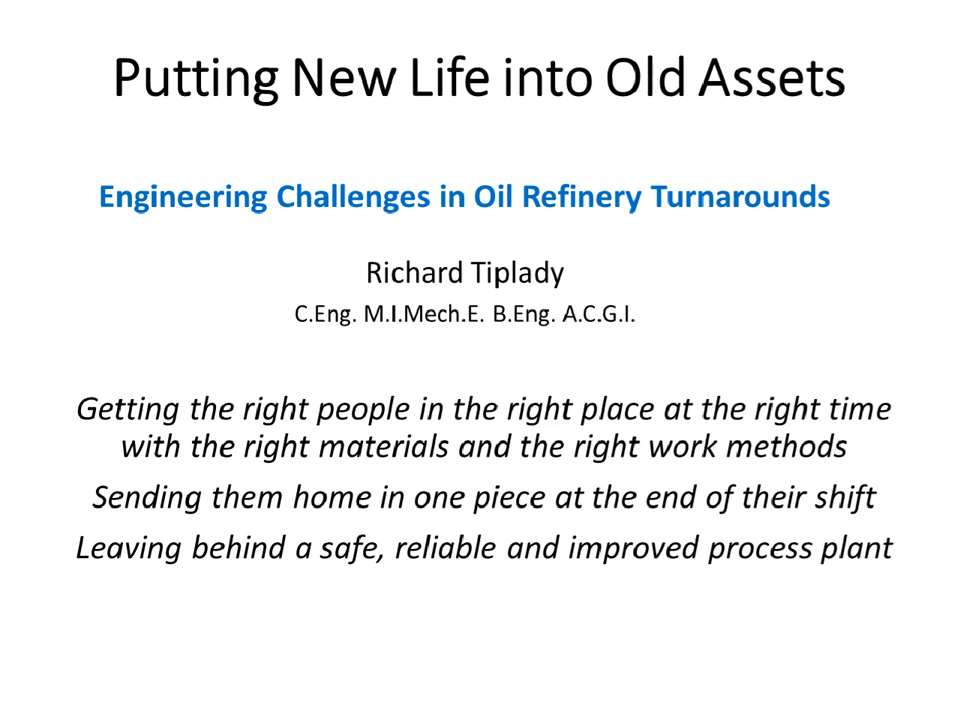 Putting New Life into Old Assets
Engineering Challenges in Oil Refinery Turnarounds
Richard Tiplady
C.Eng. M.I.Mech.E. B.Eng. A.C.G.I.
Getting the right people in the right place at the right time
with the right materials and the right work methods
Sending them home in one piece at the end of their shift
Leaving behind a safe, reliable and improved process plant